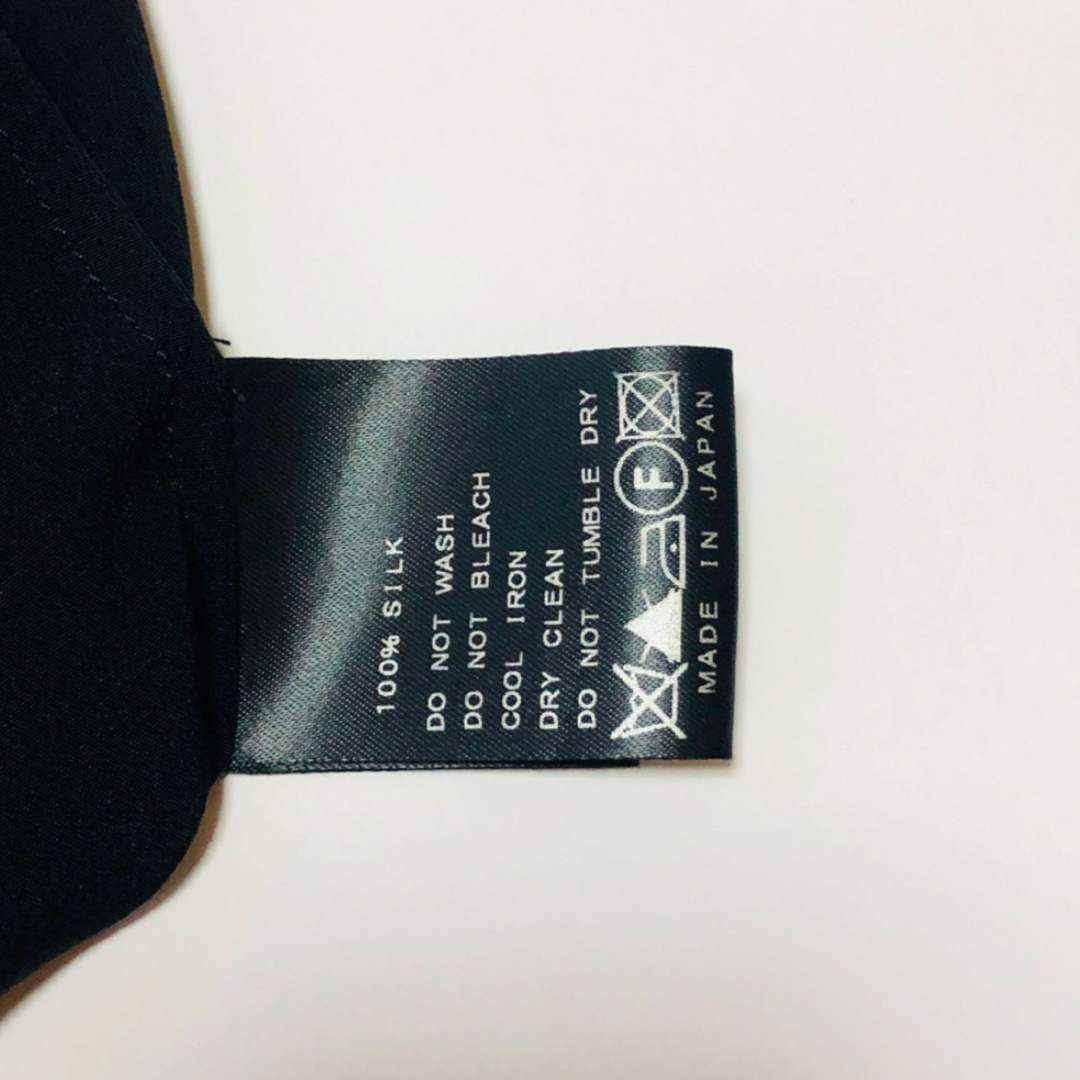 100% SILK
DO NOT WASH
DO NOT BLEACH
COOL IRON
DRY CLEAN
DO NOT TUMBLE DRY
F
MADE IN JAPAN